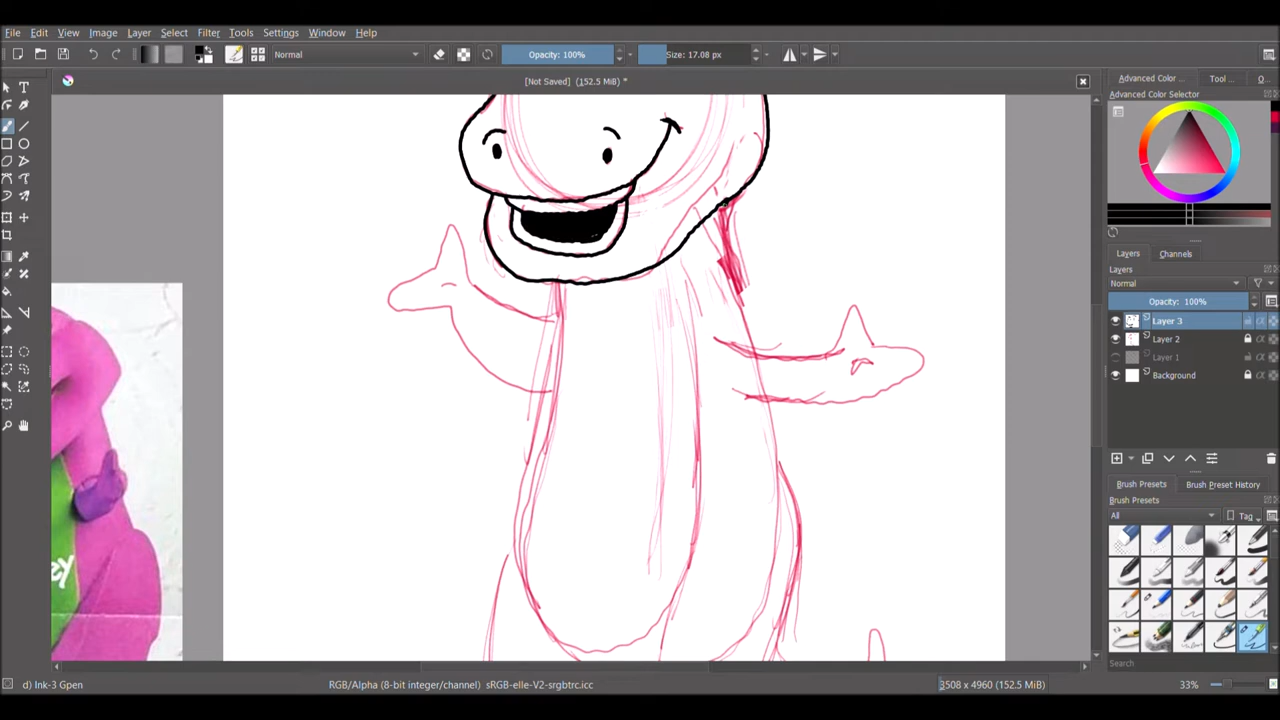 File Edit View Image Layer Select Filter Tools Settings Window Help
Normal Opacity: 100% Size: 17.08 px
[Not Saved] (152.5 MiB) *
Advanced Color ... Tool ... O...
Advanced Color Selector
Layers Channels
Layers
Normal
Opacity: 100%
Layer 3
Layer 2
Layer 1
Background
Brush Presets Brush Preset History
Brush Presets
All Tag
Search
ey
d) Ink-3 Gpen RGB/Alpha (8-bit integer/channel) sRGB-elle-V2-srgbtrc.icc 3508 x 4960 (152.5 MiB) 33%